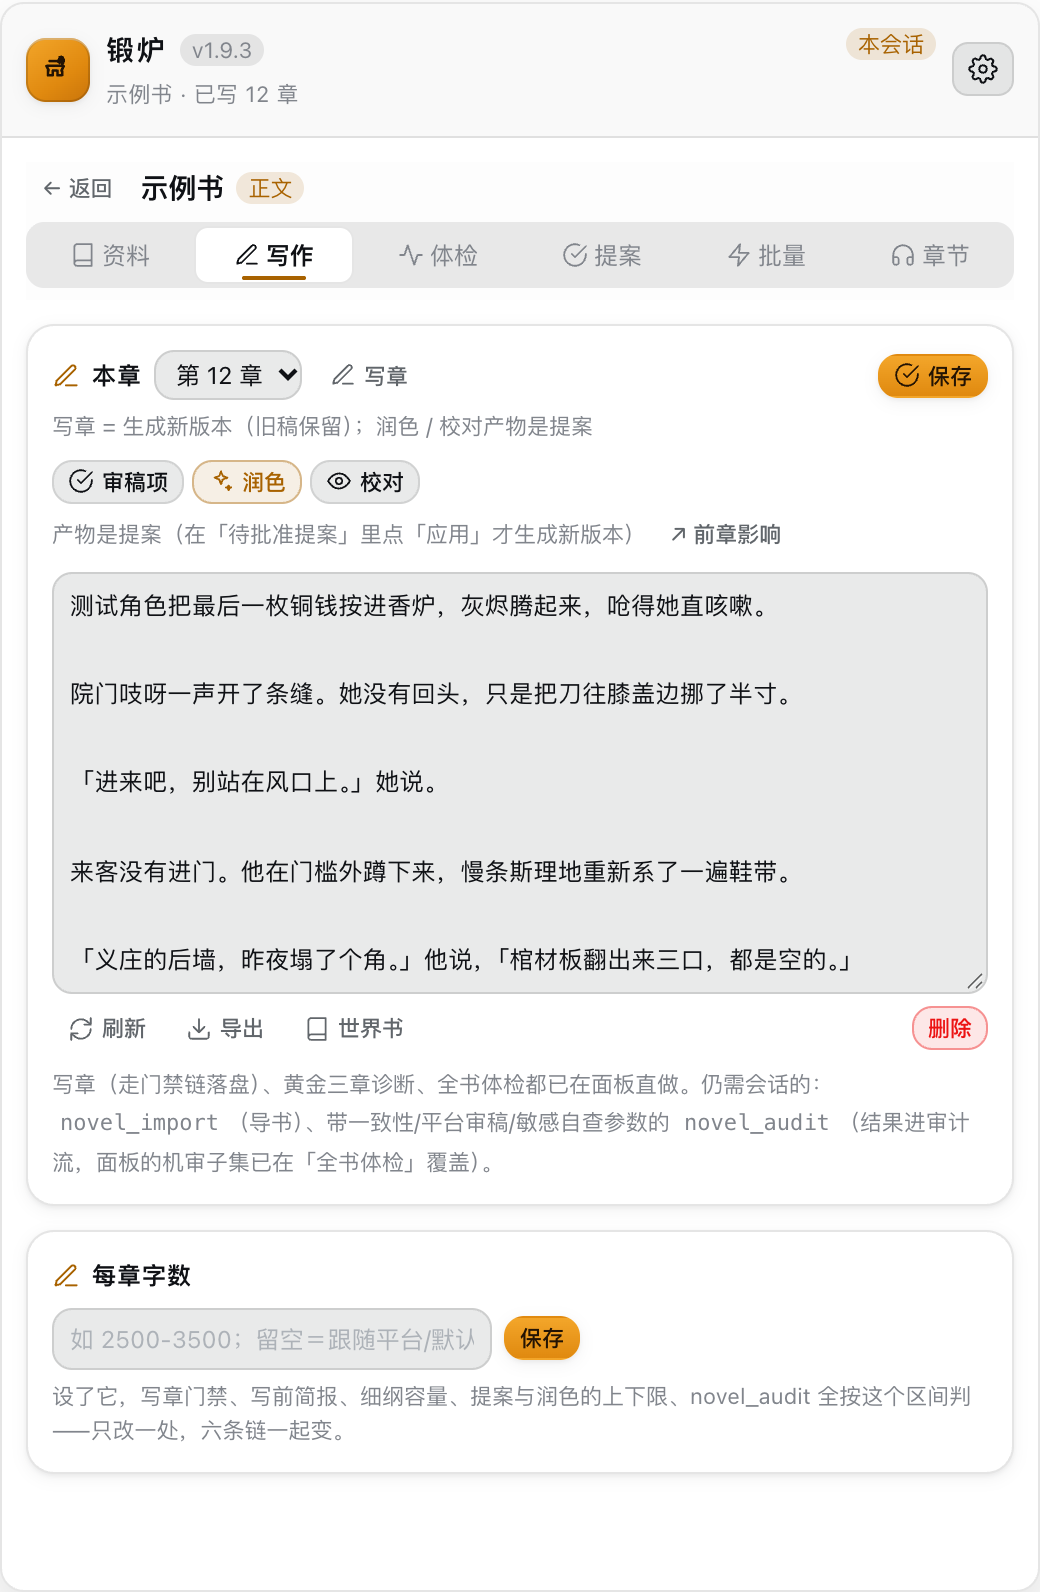 锻炉 v1.9.3
本会话
示例书 · 已写 12 章
← 返回 示例书 正文
资料 写作 体检 提案 批量 章节
本章 第 12 章 写章 保存
写章 = 生成新版本（旧稿保留）；润色 / 校对产物是提案
审稿项 润色 校对
产物是提案（在「待批准提案」里点「应用」才生成新版本） ↗ 前章影响
测试角色把最后一枚铜钱按进香炉，灰烬腾起来，呛得她直咳嗽。
院门吱呀一声开了条缝。她没有回头，只是把刀往膝盖边挪了半寸。
「进来吧，别站在风口上。」她说。
来客没有进门。他在门槛外蹲下来，慢条斯理地重新系了一遍鞋带。
「义庄的后墙，昨夜塌了个角。」他说，「棺材板翻出来三口，都是空的。」
刷新 导出 世界书 删除
写章（走门禁链落盘）、黄金三章诊断、全书体检都已在面板直做。仍需会话的：
novel_import （导书）、带一致性/平台审稿/敏感自查参数的 novel_audit （结果进审计
流，面板的机审子集已在「全书体检」覆盖）。
每章字数
如 2500-3500；留空＝跟随平台/默认 保存
设了它，写章门禁、写前简报、细纲容量、提案与润色的上下限、novel_audit 全按这个区间判
——只改一处，六条链一起变。